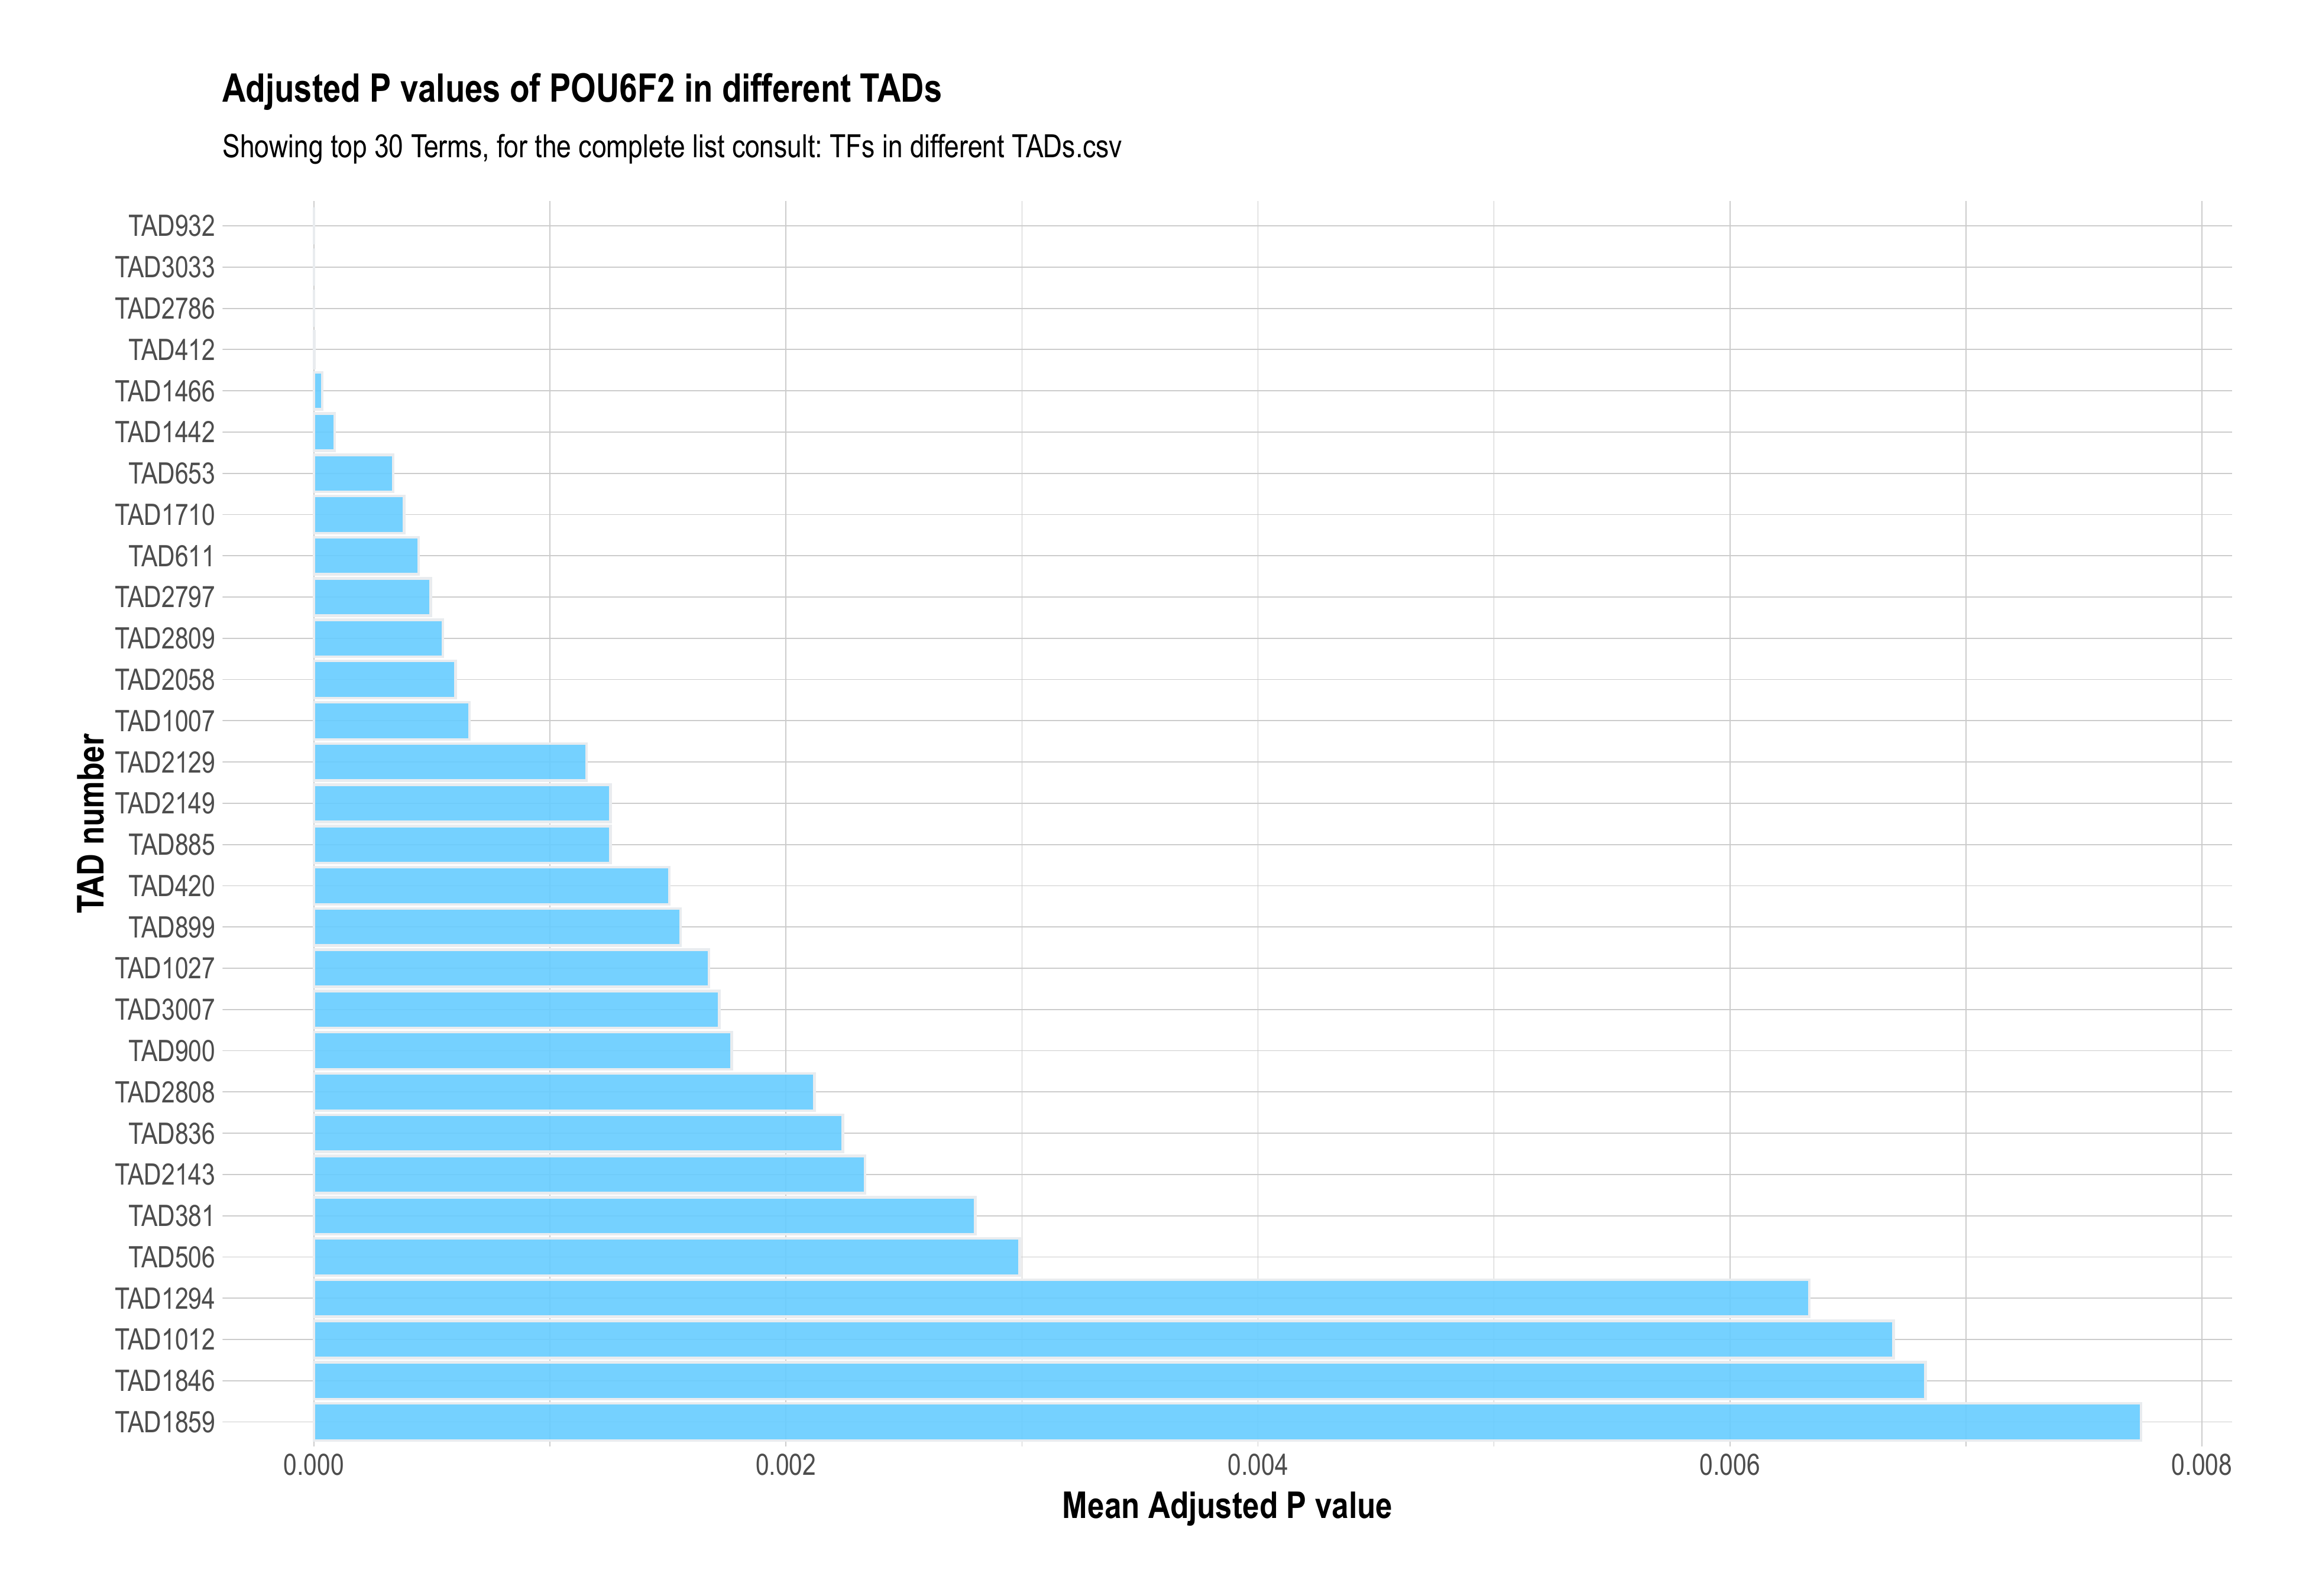 Adjusted P values of POU6F2 in different TADs
Showing top 30 Terms, for the complete list consult: TFs in different TADs.csv
TAD number
TAD932
TAD3033
TAD2786
TAD412
TAD1466
TAD1442
TAD653
TAD1710
TAD611
TAD2797
TAD2809
TAD2058
TAD1007
TAD2129
TAD2149
TAD885
TAD420
TAD899
TAD1027
TAD3007
TAD900
TAD2808
TAD836
TAD2143
TAD381
TAD506
TAD1294
TAD1012
TAD1846
TAD1859
0.000 0.002 0.004 0.006 0.008
Mean Adjusted P value